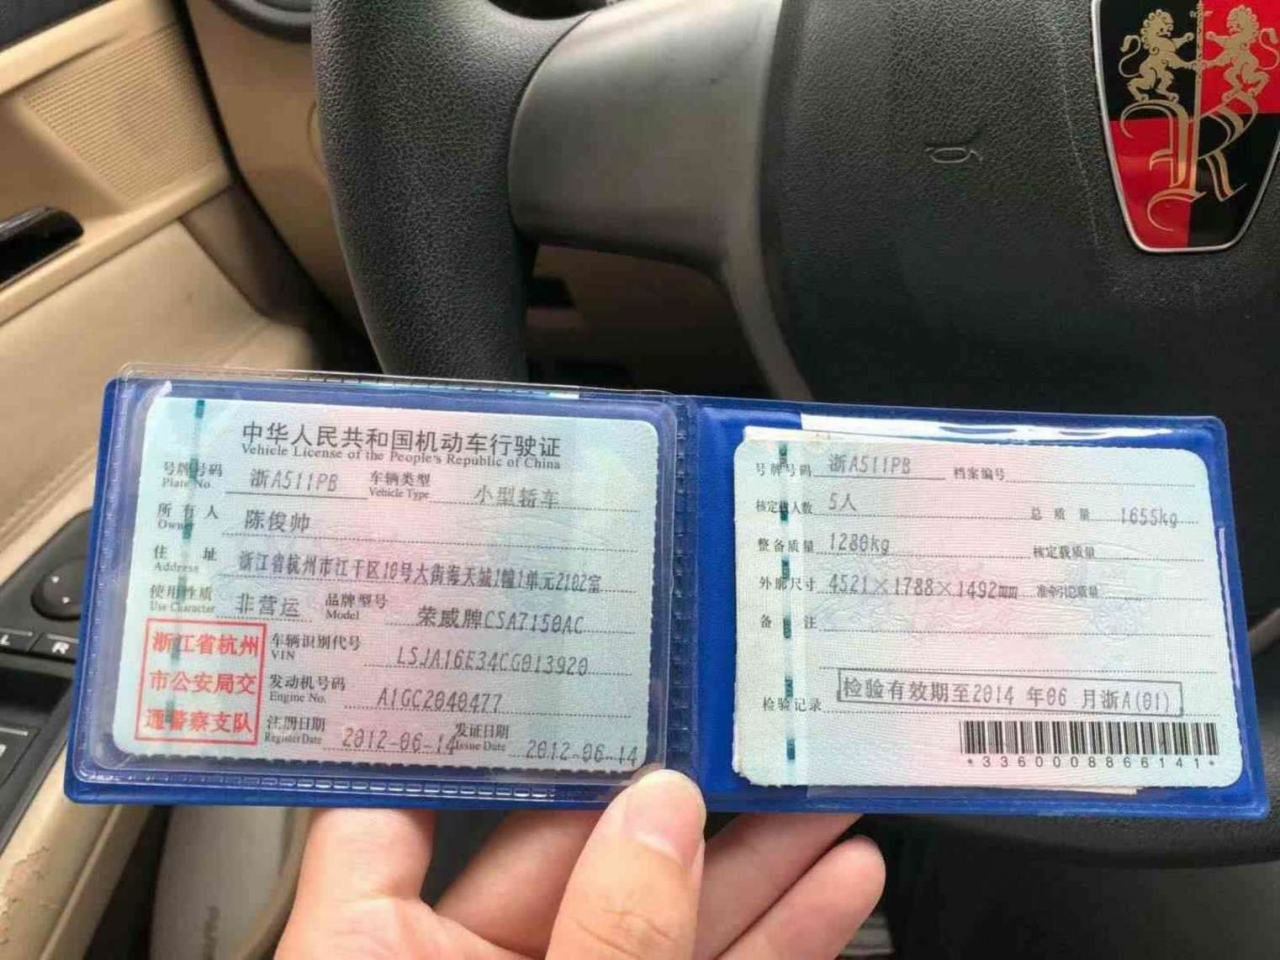 中华人民共和国机动车行驶证
Vehicle License of the People's Republic of China
号牌号码 浙A511PB 车辆类型 小型轿车
Plate No. Vehicle Type
所有人 陈俊帅
Owner
住址 浙江省杭州市江干区10号大街海天城1幢1单元2102室
Address
使用性质 非营运 品牌型号 荣威牌CSA7150AC
Use Character Model
浙江省杭州
市公安局交
通警察支队
车辆识别代号 LSJA16E34CG013920
VIN
发动机号码 A1GC2040477
Engine No.
注册日期 2012-06-14 发证日期 2012-06-14
Register Date Issue Date
号牌号码 浙A511PB 档案编号
核定载人数 5人 总质量 1655kg
整备质量 1280kg 核定载质量
外廓尺寸 4521×1788×1492mm 准牵引总质量
备注
检验记录 检验有效期至2014 年06 月浙A(01)
*3360008866141*
R
L R